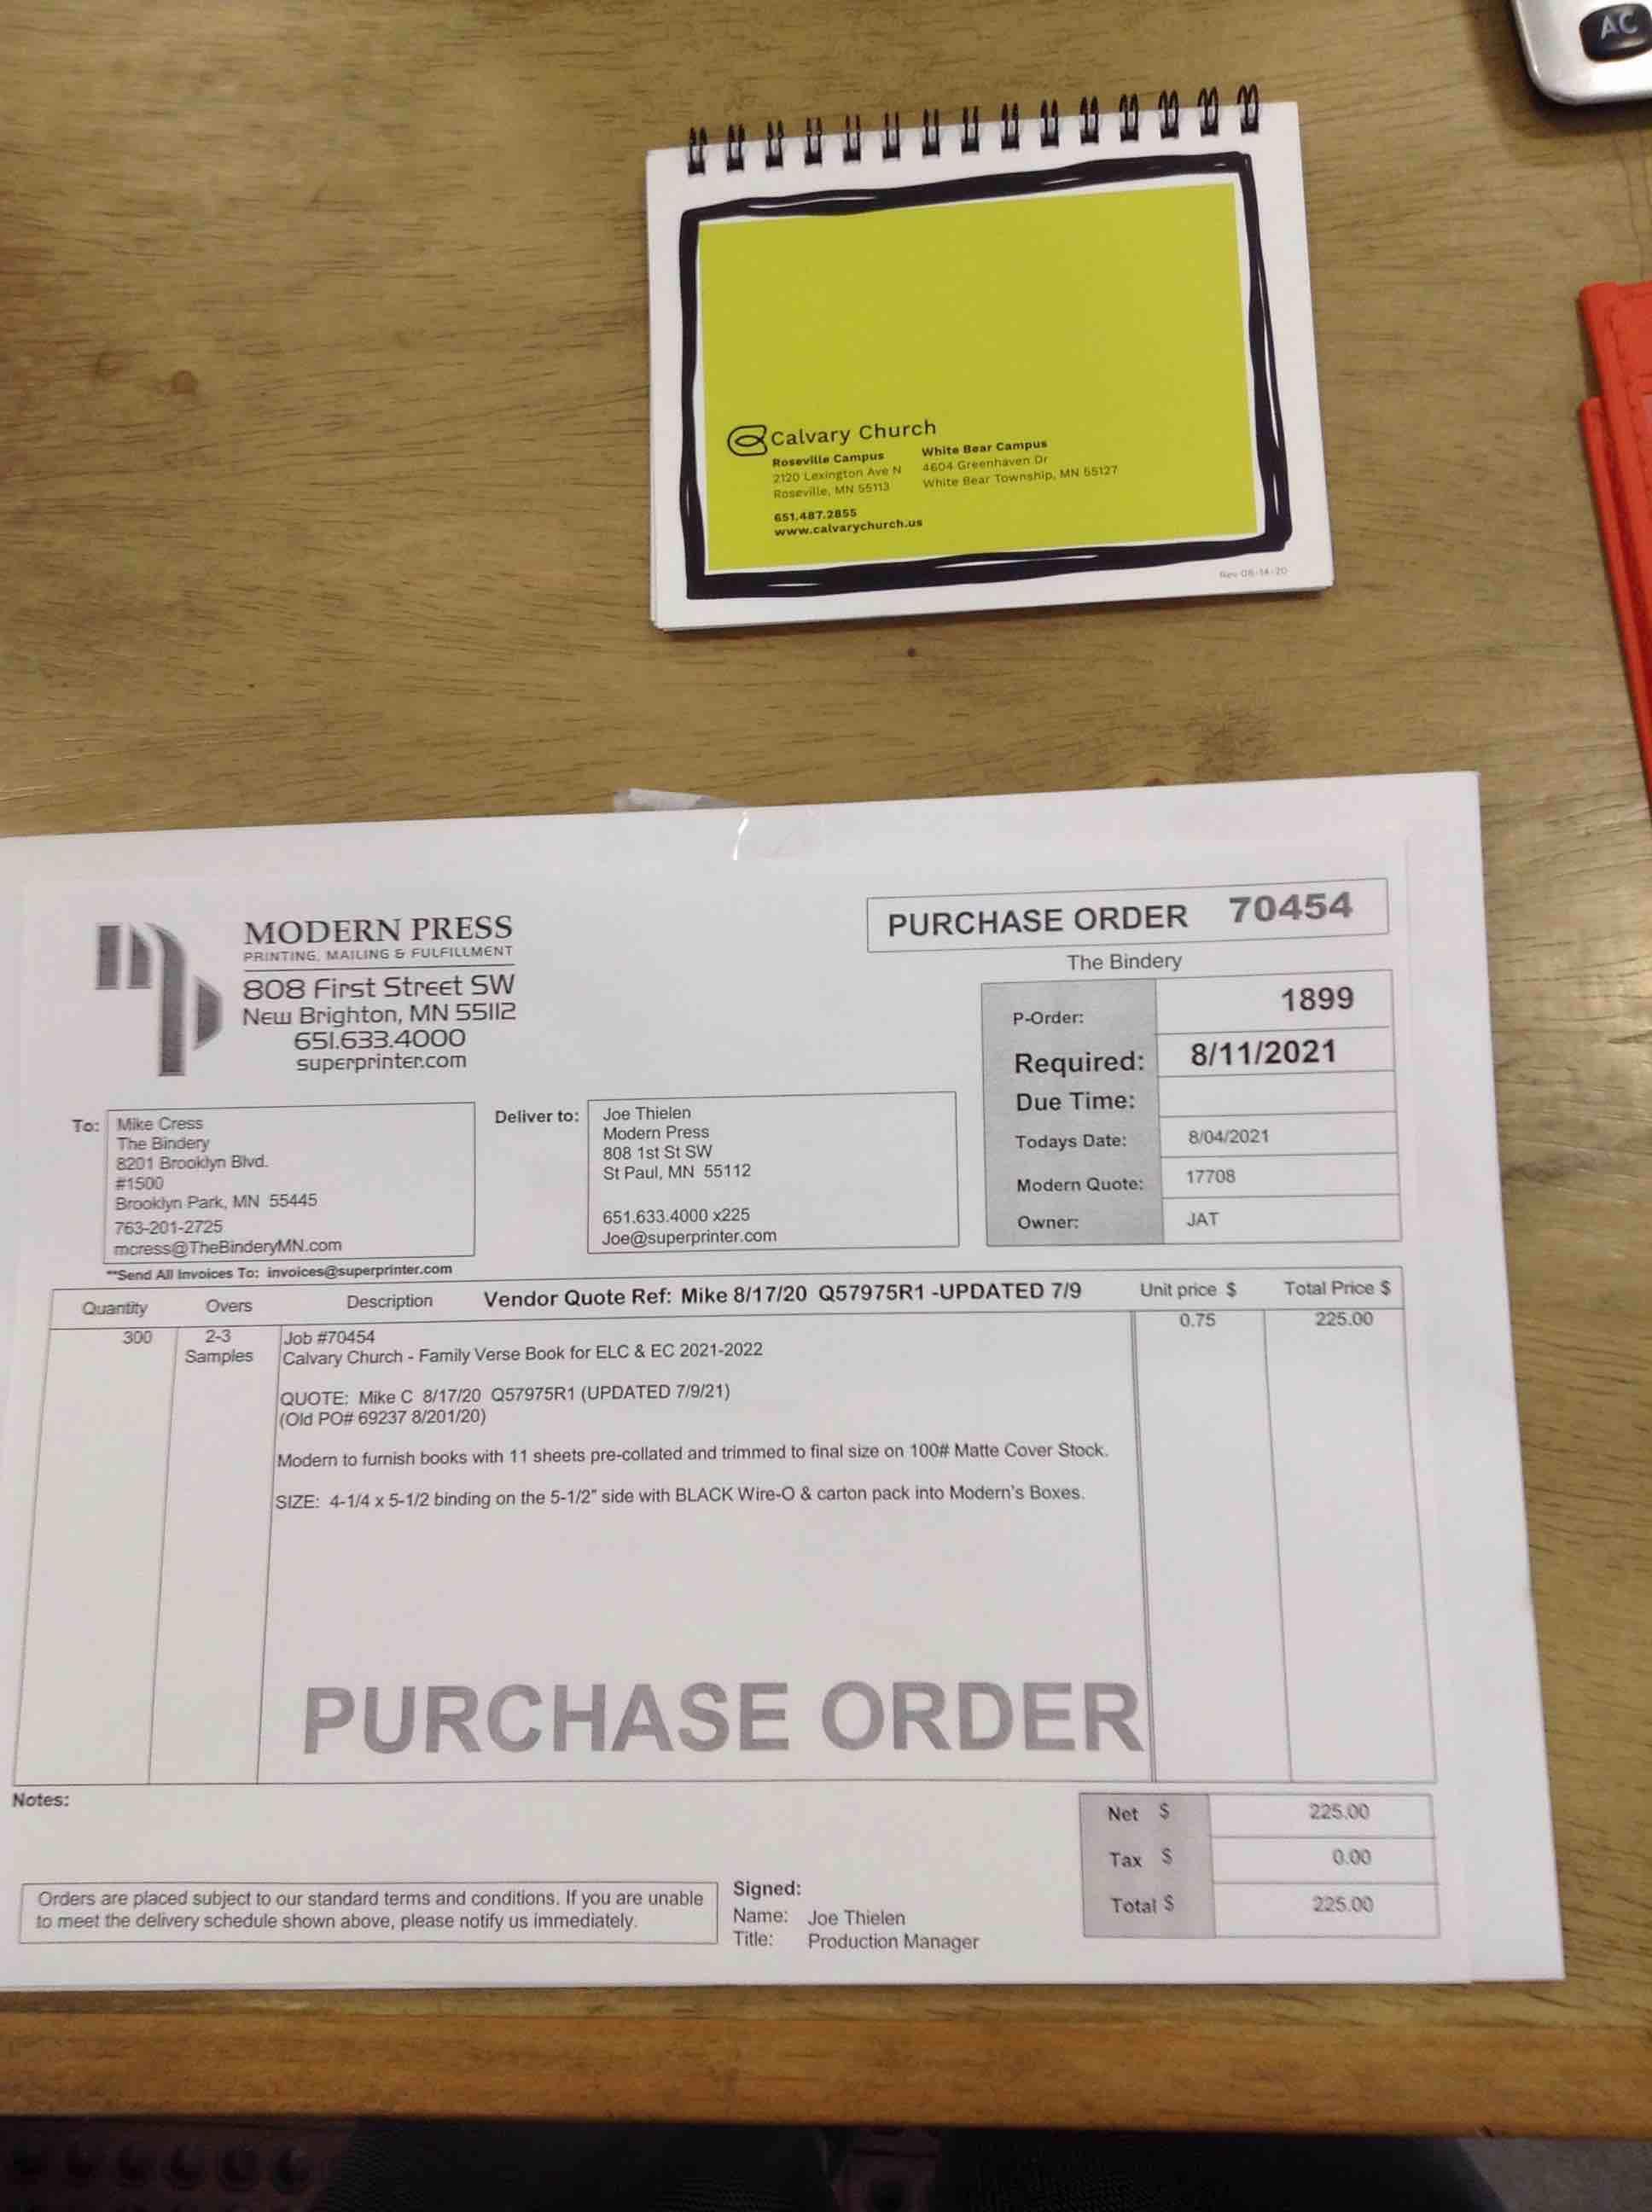 AC
Calvary Church
Roseville Campus
2120 Lexington Ave N
Roseville, MN 55113
White Bear Campus
4604 Greenhaven Dr
White Bear Township, MN 55127
651.487.2855
www.calvarychurch.us
Rev 08-14-20
MODERN PRESS
PRINTING, MAILING & FULFILLMENT
808 First Street SW
New Brighton, MN 55112
651.633.4000
superprinter.com
PURCHASE ORDER 70454
The Bindery
P-Order: 1899
Required: 8/11/2021
Due Time:
Todays Date: 8/04/2021
Modern Quote: 17708
Owner: JAT
To: Mike Cress
The Bindery
8201 Brooklyn Blvd.
#1500
Brooklyn Park, MN 55445
763-201-2725
mcress@TheBinderyMN.com
Deliver to: Joe Thielen
Modern Press
808 1st St SW
St Paul, MN 55112
651.633.4000 x225
Joe@superprinter.com
**Send All Invoices To: invoices@superprinter.com
Quantity Overs Description Vendor Quote Ref: Mike 8/17/20 Q57975R1 -UPDATED 7/9 Unit price $ Total Price $
300 2-3 Job #70454 0.75 225.00
Samples Calvary Church - Family Verse Book for ELC & EC 2021-2022
QUOTE: Mike C 8/17/20 Q57975R1 (UPDATED 7/9/21)
(Old PO# 69237 8/201/20)
Modern to furnish books with 11 sheets pre-collated and trimmed to final size on 100# Matte Cover Stock.
SIZE: 4-1/4 x 5-1/2 binding on the 5-1/2" side with BLACK Wire-O & carton pack into Modern's Boxes.
PURCHASE ORDER
Notes:
Net $ 225.00
Tax $ 0.00
Total $ 225.00
Orders are placed subject to our standard terms and conditions. If you are unable
to meet the delivery schedule shown above, please notify us immediately.
Signed:
Name: Joe Thielen
Title: Production Manager